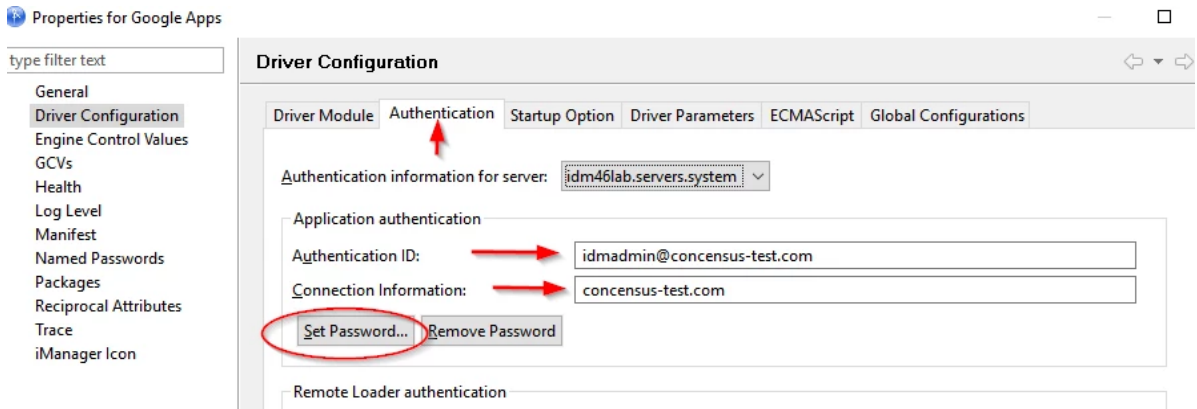 Properties for Google Apps
type filter text
General
Driver Configuration
Engine Control Values
GCVs
Health
Log Level
Manifest
Named Passwords
Packages
Reciprocal Attributes
Trace
iManager Icon
Driver Configuration
Driver Module Authentication Startup Option Driver Parameters ECMAScript Global Configurations
Authentication information for server: idm46lab.servers.system
Application authentication
Authentication ID: idmadmin@concensus-test.com
Connection Information: concensus-test.com
Set Password... Remove Password
Remote Loader authentication